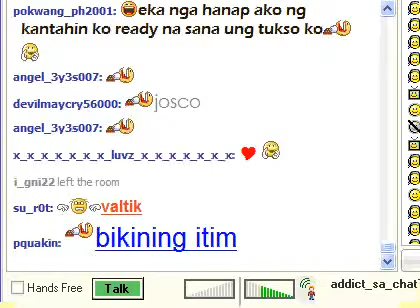 pokwang_ph2001: eka nga hanap ako ng
kantahin ko ready na sana ung tukso ko
angel_3y3s007:
devilmaycry56000: josco
angel_3y3s007:
x_x_x_x_x_x_x_luvz_x_x_x_x_x_x_x:
i_gni22 left the room
su_r0t: valtik
pquakin: bikining itim
Hands Free Talk addict_sa_chat